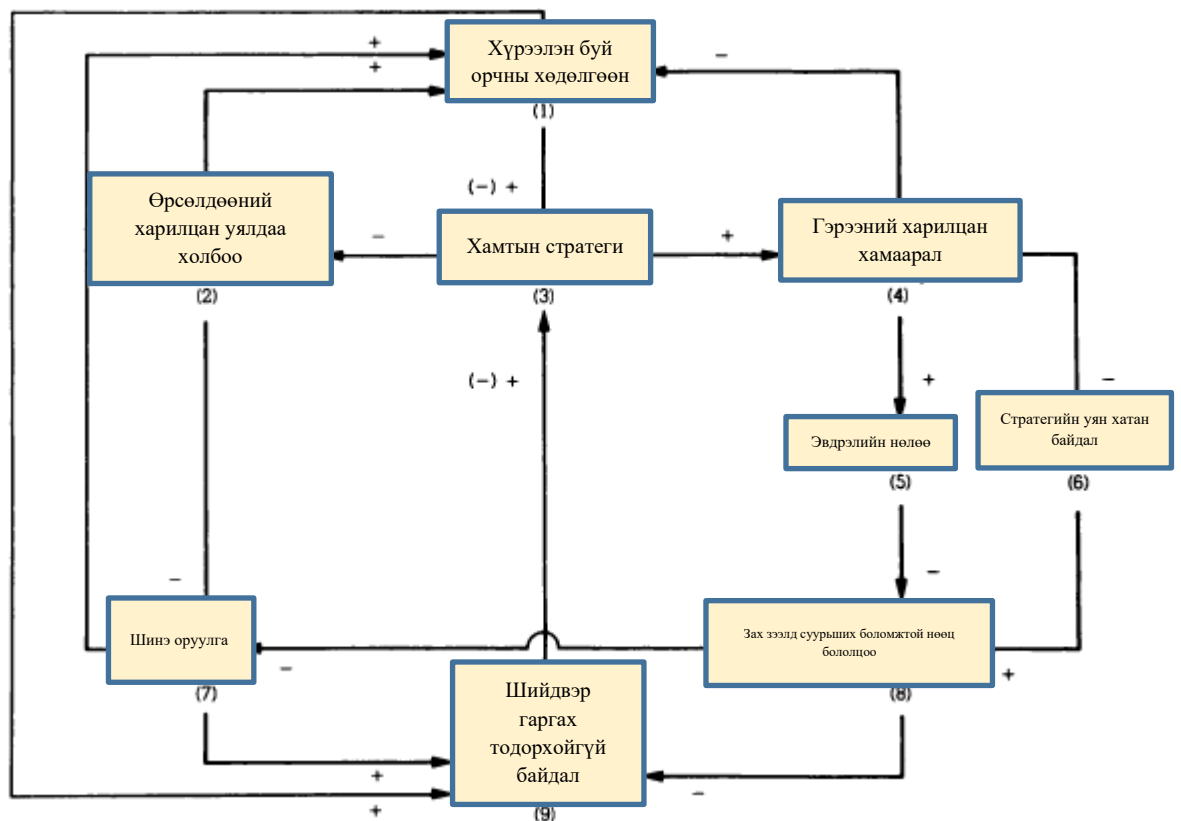 +
+
Хүрээлэн буй
орчны хөдөлгөөн
(1)
−
Өрсөлдөөний
харилцан уялдаа
холбоо
(2)
(−) +
−
Хамтын стратеги
(3)
+
Гэрээний харилцан
хамаарал
(4)
(−) +
+
Эвдрэлийн нөлөө
(5)
−
Стратегийн уян хатан
байдал
(6)
−
−
Шинэ оруулга
(7)
−
Зах зээлд суурьших боломжтой нөөц
бололцоо
(8)
+
Шийдвэр
гаргах
тодорхойгүй
байдал
(9)
+
+
−